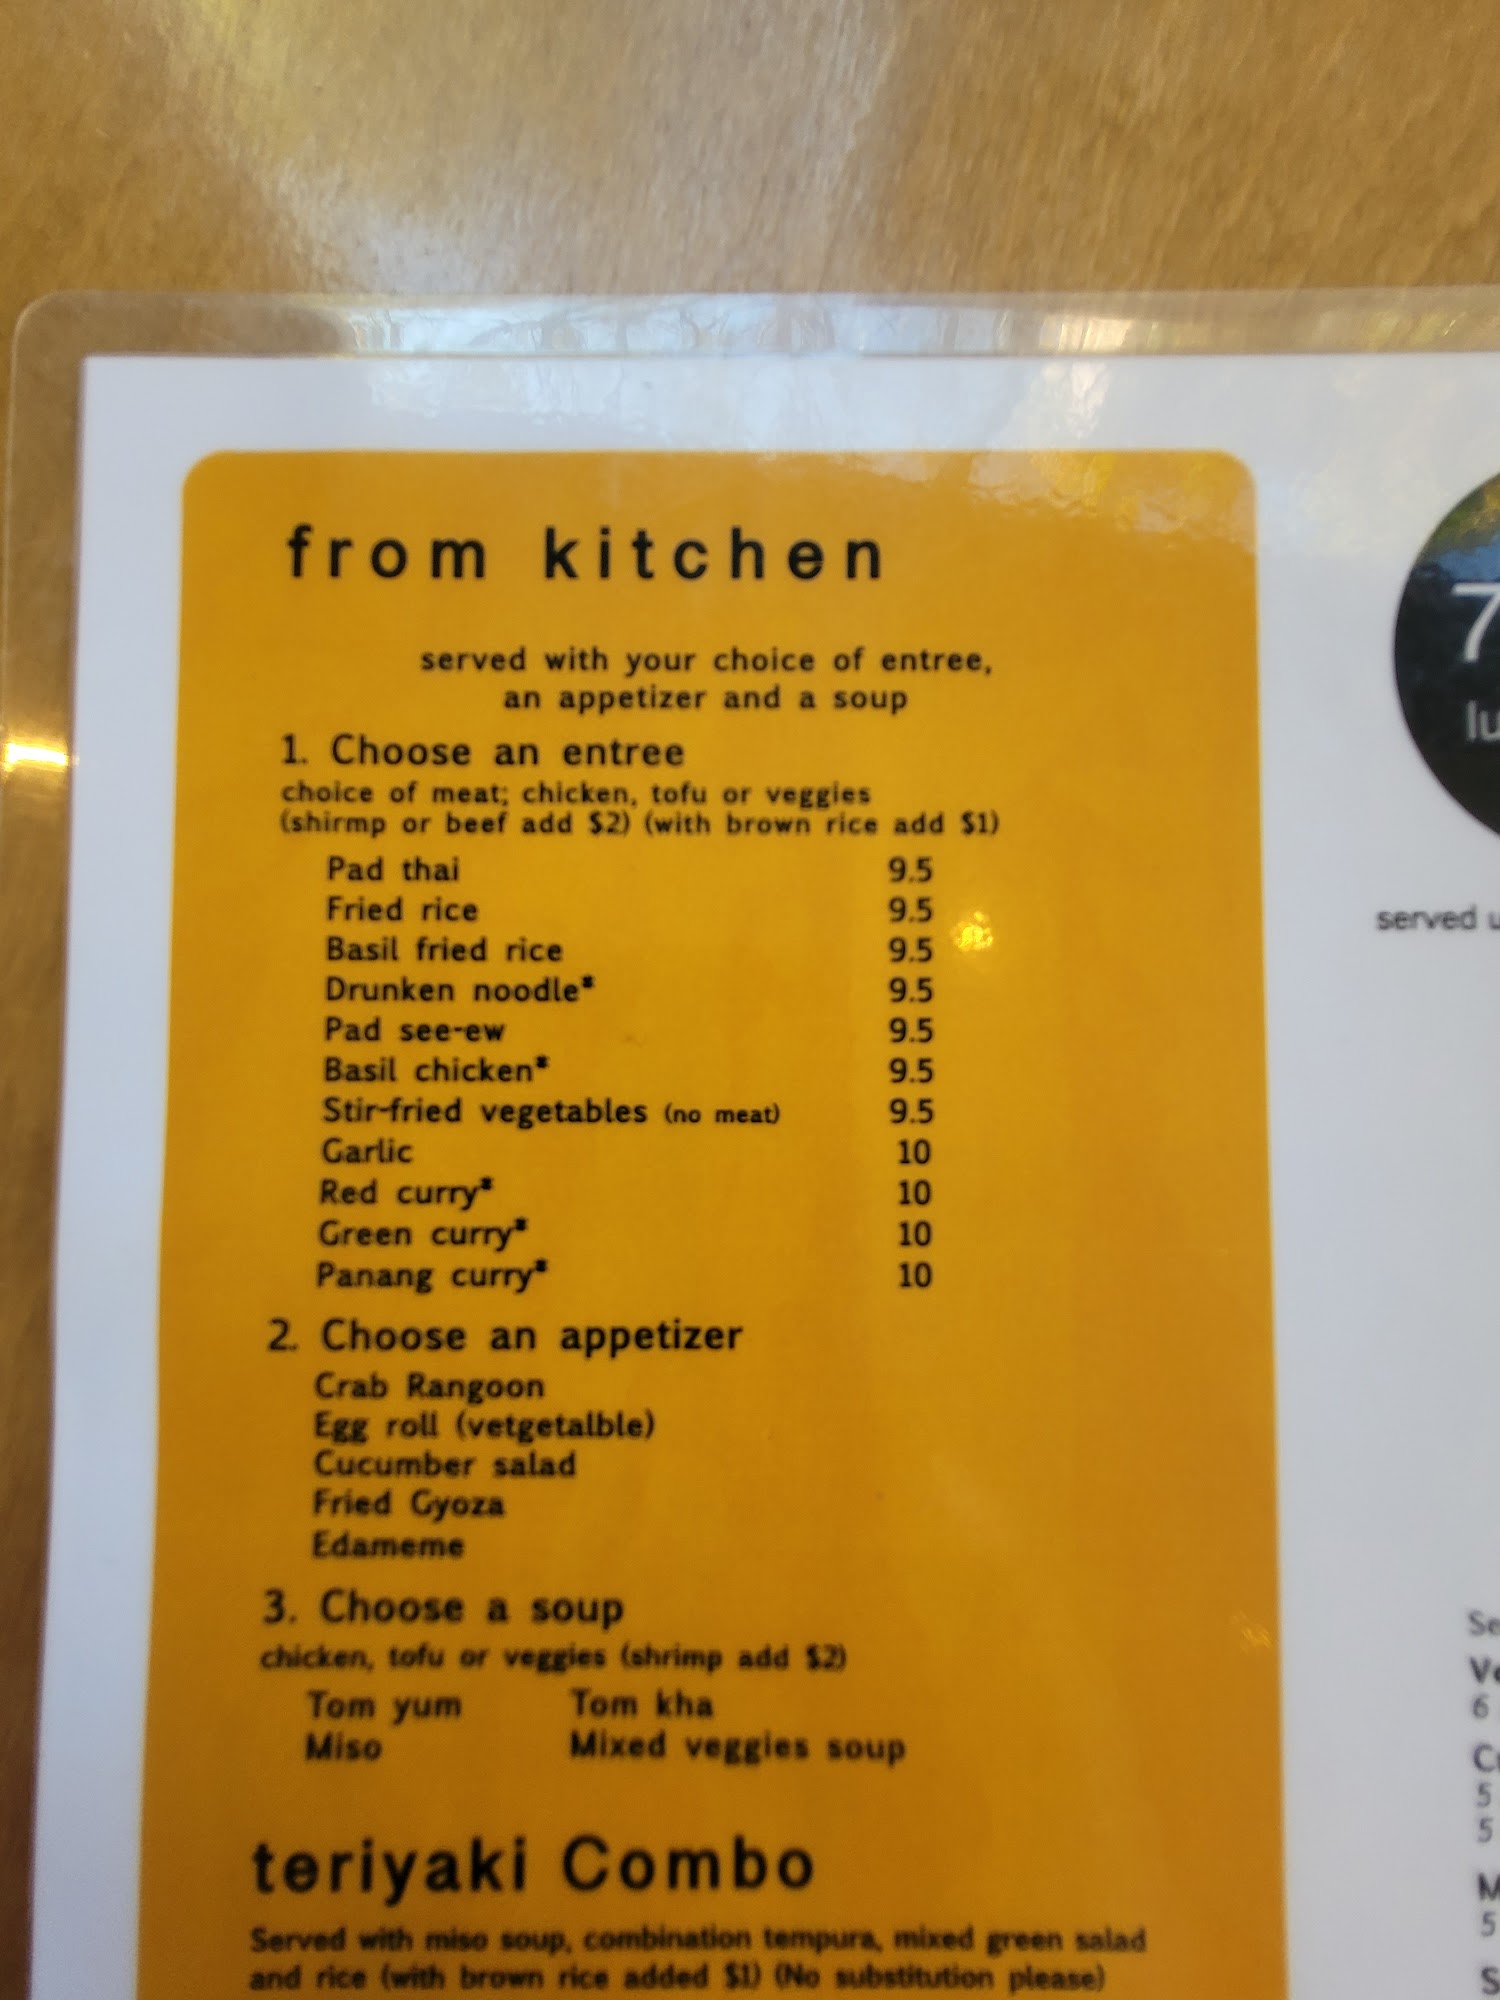 from kitchen
served with your choice of entree,
an appetizer and a soup
1. Choose an entree
choice of meat; chicken, tofu or veggies
(shirmp or beef add $2) (with brown rice add $1)
Pad thai 9.5
Fried rice 9.5
Basil fried rice 9.5
Drunken noodle* 9.5
Pad see-ew 9.5
Basil chicken* 9.5
Stir-fried vegetables (no meat) 9.5
Garlic 10
Red curry* 10
Green curry* 10
Panang curry* 10
2. Choose an appetizer
Crab Rangoon
Egg roll (vetgetalble)
Cucumber salad
Fried Gyoza
Edameme
3. Choose a soup
chicken, tofu or veggies (shrimp add $2)
Tom yum Tom kha
Miso Mixed veggies soup
teriyaki Combo
Served with miso soup, combination tempura, mixed green salad
and rice (with brown rice added $1) (No substitution please)
7
served
6
5
5
5